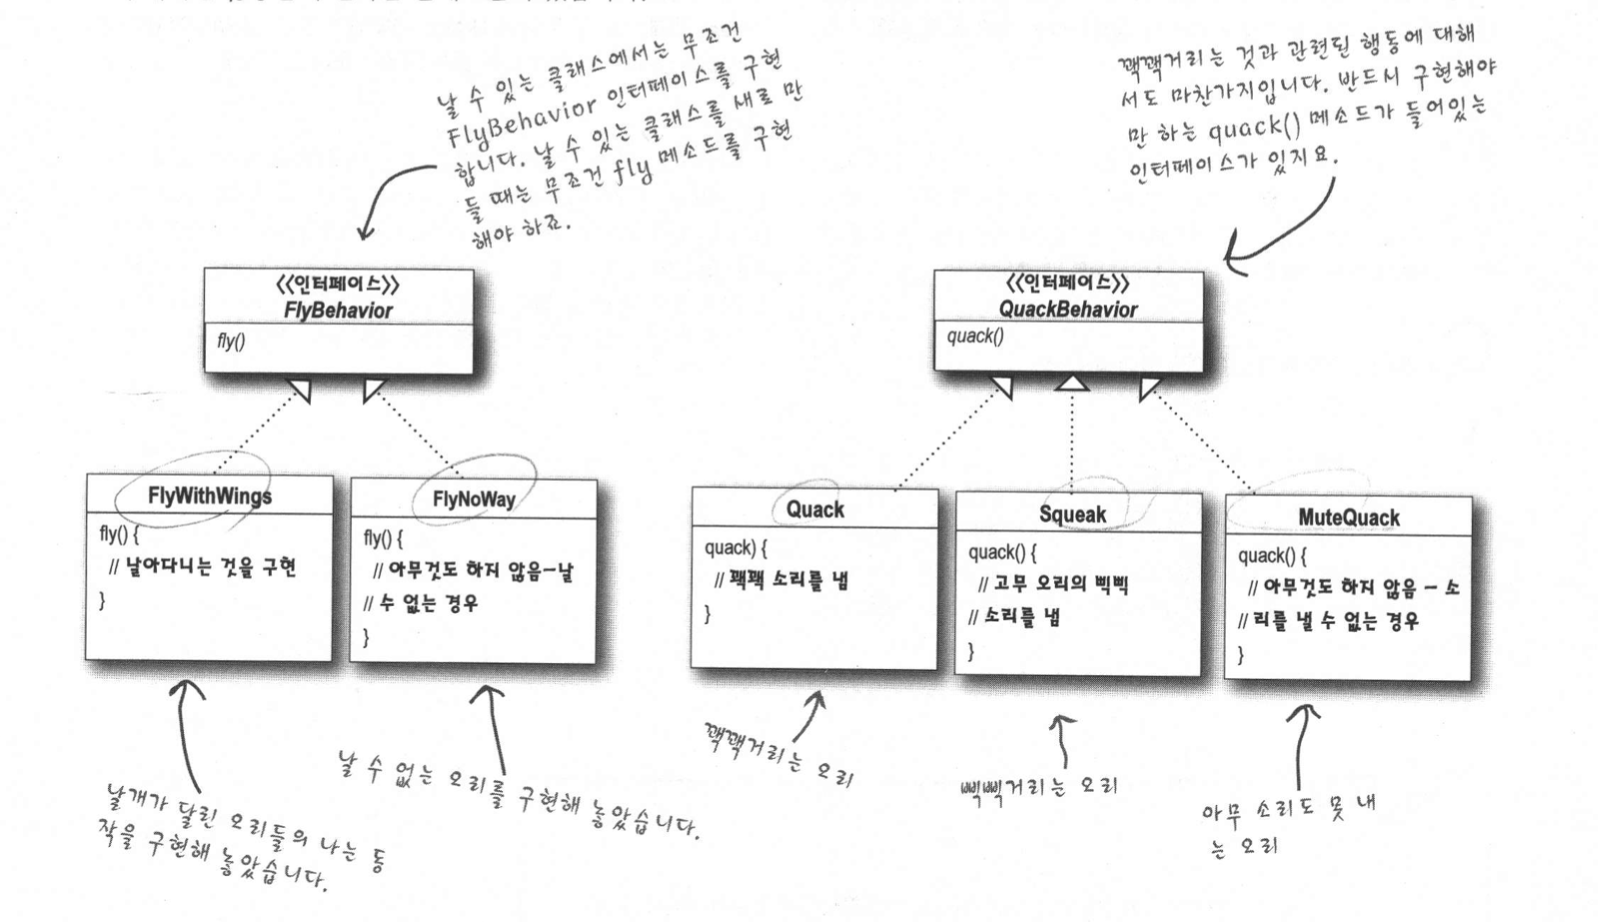 날 수 있는 클래스에서는 무조건
FlyBehavior 인터페이스를 구현
합니다. 날 수 있는 클래스를 새로 만
들 때는 무조건 fly 메소드를 구현
해야 하죠.
꽥꽥거리는 것과 관련된 행동에 대해
서도 마찬가지입니다. 반드시 구현해야
만 하는 quack() 메소드가 들어있는
인터페이스가 있지요.
<<인터페이스>>
FlyBehavior
fly()
<<인터페이스>>
QuackBehavior
quack()
FlyWithWings
fly() {
// 날아다니는 것을 구현
}
FlyNoWay
fly() {
// 아무것도 하지 않음-날
// 수 없는 경우
}
Quack
quack) {
// 꽥꽥 소리를 냄
}
Squeak
quack() {
// 고무 오리의 삑삑
// 소리를 냄
}
MuteQuack
quack() {
// 아무것도 하지 않음 - 소
// 리를 낼 수 없는 경우
}
날개가 달린 오리들의 나는 동
작을 구현해 놓았습니다.
날 수 없는 오리를 구현해 놓았습니다.
꽥꽥거리는 오리
삑삑거리는 오리
아무 소리도 못 내
는 오리